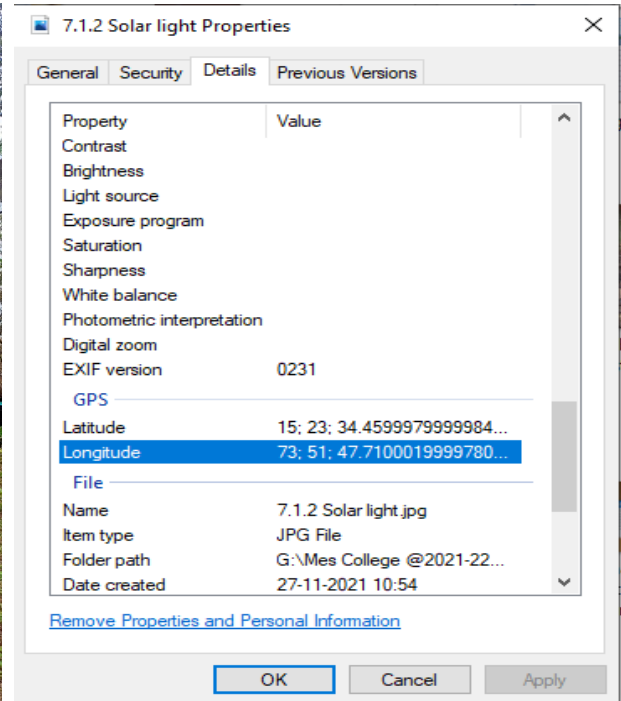 7.1.2 Solar light Properties
General Security Details Previous Versions
Property Value
Contrast
Brightness
Light source
Exposure program
Saturation
Sharpness
White balance
Photometric interpretation
Digital zoom
EXIF version 0231
GPS
Latitude 15; 23; 34.4599979999984...
Longitude 73; 51; 47.7100019999780...
File
Name 7.1.2 Solar light.jpg
Item type JPG File
Folder path G:\Mes College @2021-22...
Date created 27-11-2021 10:54
Remove Properties and Personal Information
OK Cancel Apply